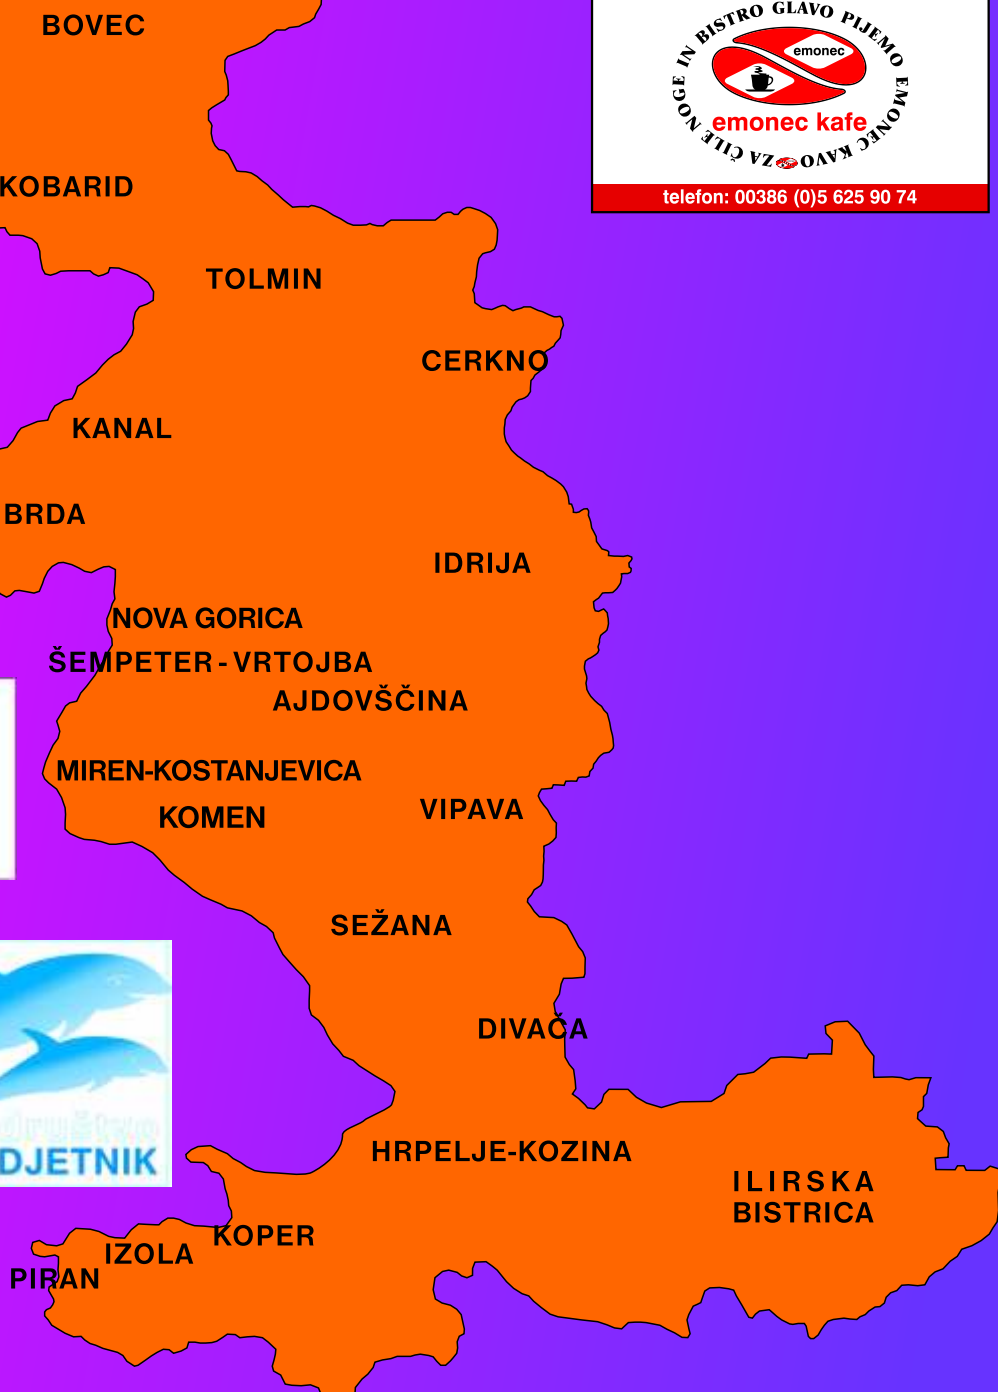 BOVEC
ZA ČILE NOGE IN BISTRO GLAVO PIJEMO EMONEC KAVO
emonec
emonec kafe
telefon: 00386 (0)5 625 90 74
KOBARID
TOLMIN
CERKNO
KANAL
BRDA
IDRIJA
NOVA GORICA
ŠEMPETER - VRTOJBA
AJDOVŠČINA
MIREN-KOSTANJEVICA
KOMEN
VIPAVA
SEŽANA
DIVAČA
društvo
DJETNIK
HRPELJE-KOZINA
ILIRSKA
BISTRICA
KOPER
IZOLA
PIRAN